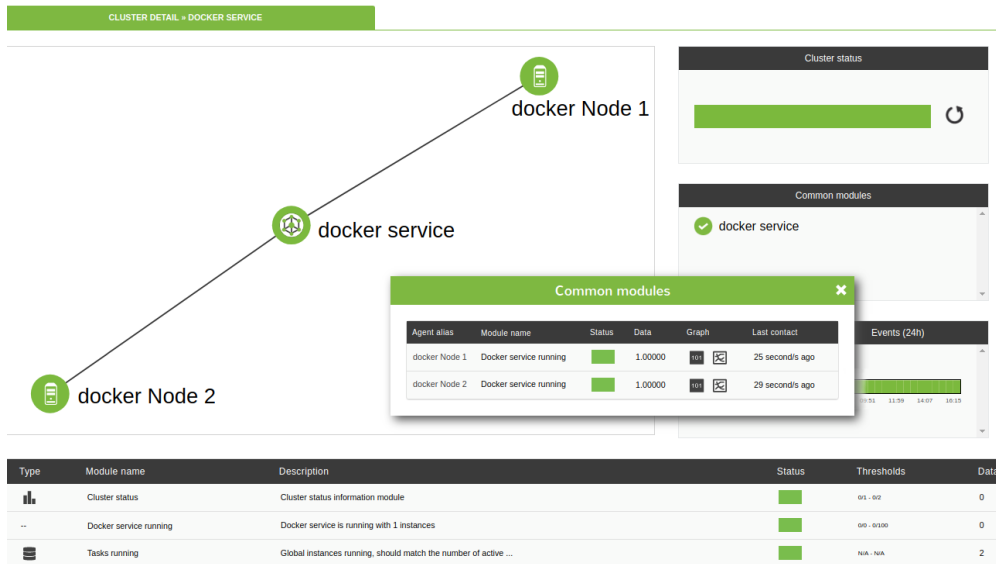 CLUSTER DETAIL » DOCKER SERVICE
docker Node 1
docker service
docker Node 2
Cluster status
Common modules
docker service
Common modules
Agent alias Module name Status Data Graph Last contact
docker Node 1 Docker service running 1.00000 101 25 second/s ago
docker Node 2 Docker service running 1.00000 101 29 second/s ago
Events (24h)
:51 11:59 14:07 16:15
Type Module name Description Status Thresholds Data
Cluster status Cluster status information module 0/1 - 0/2 0
-- Docker service running Docker service is running with 1 instances 0/0 - 0/100 0
Tasks running Global instances running, should match the number of active ... N/A - N/A 2